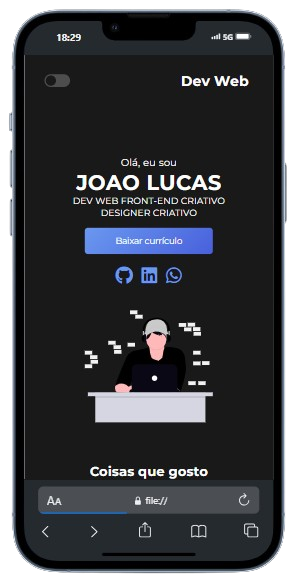 18:29
5G
Dev Web
Olá, eu sou
JOAO LUCAS
DEV WEB FRONT-END CRIATIVO
DESIGNER CRIATIVO
Baixar currículo
in
Coisas que gosto
AA
file://